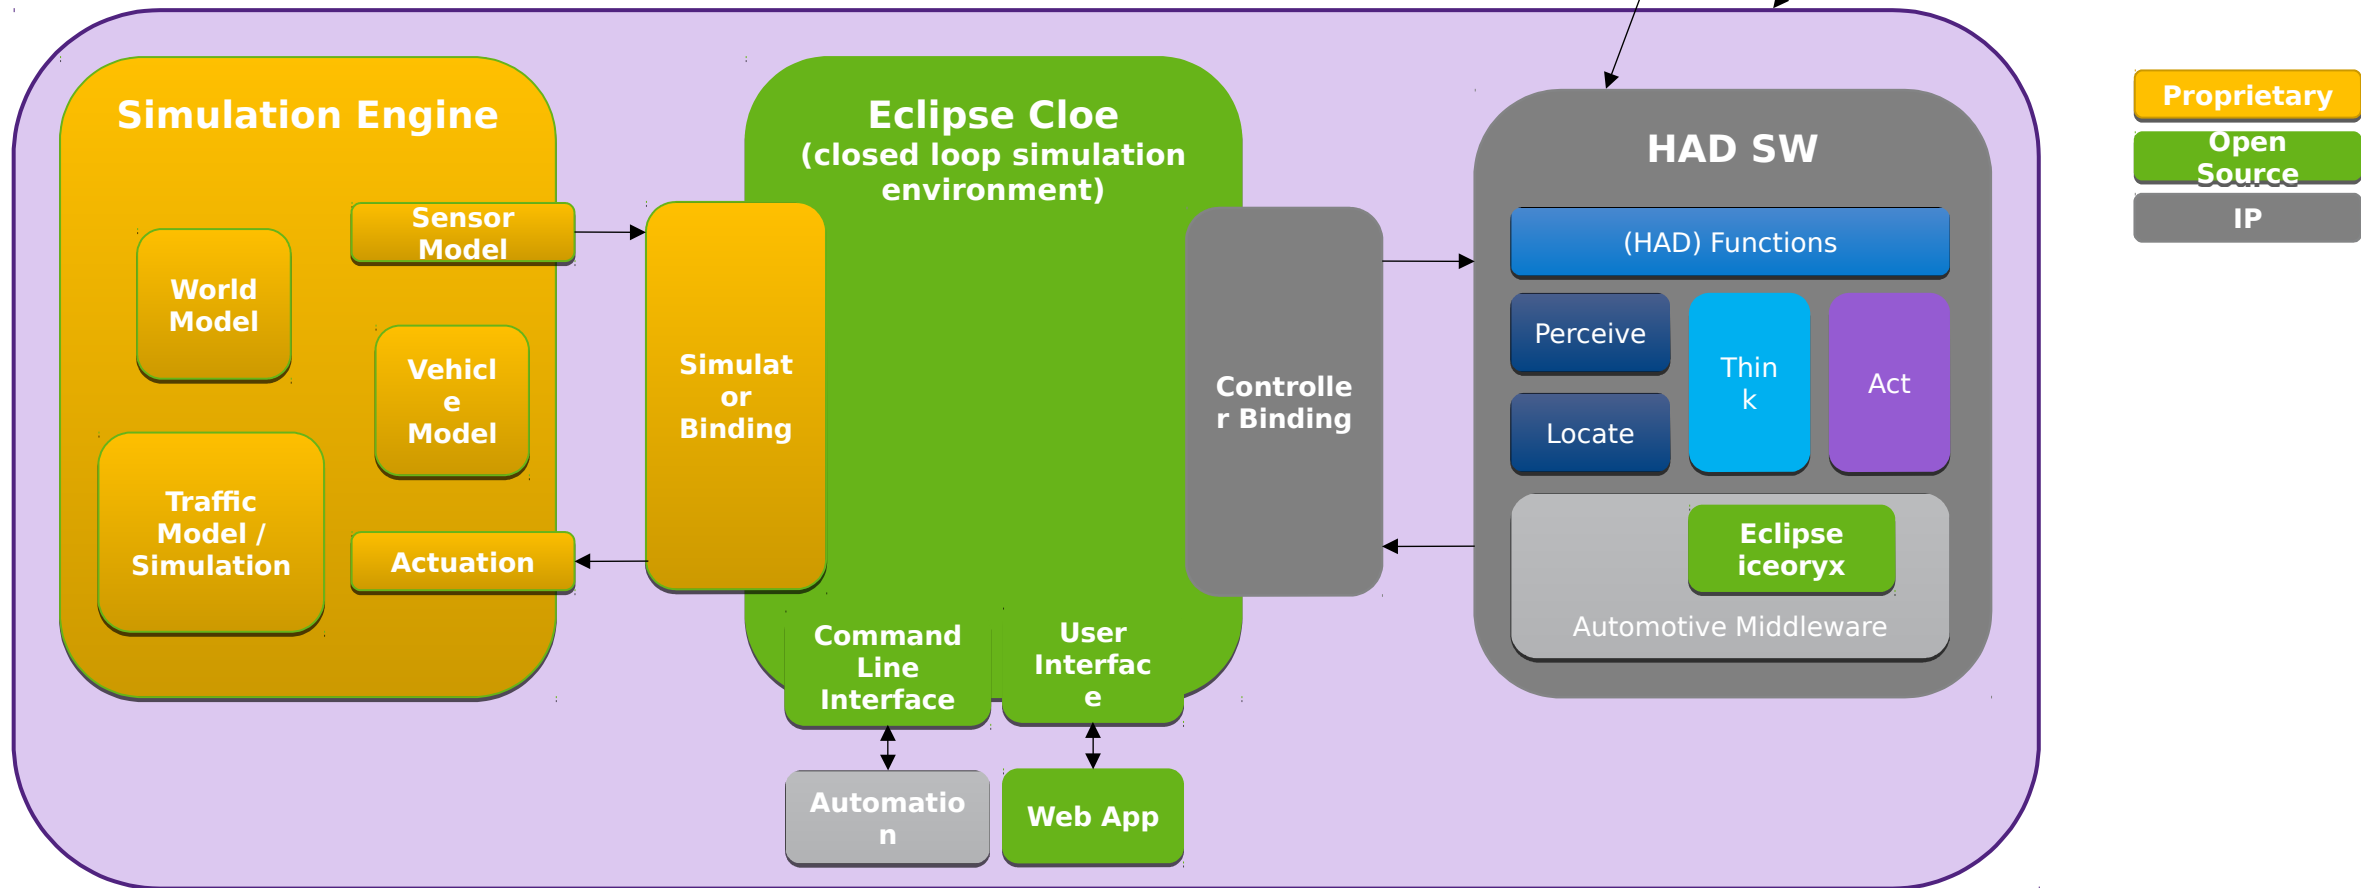 Simulation Engine
Sensor
Model
World
Model
Vehicl
e
Model
Traffic
Model /
Simulation
Actuation
Eclipse Cloe
(closed loop simulation
environment)
Simulat
or
Binding
Controlle
r Binding
Command
Line
Interface
User
Interfac
e
Automatio
n
Web App
HAD SW
(HAD) Functions
Perceive
Locate
Thin
k
Act
Eclipse
iceoryx
Automotive Middleware
Proprietary
Open
Source
IP